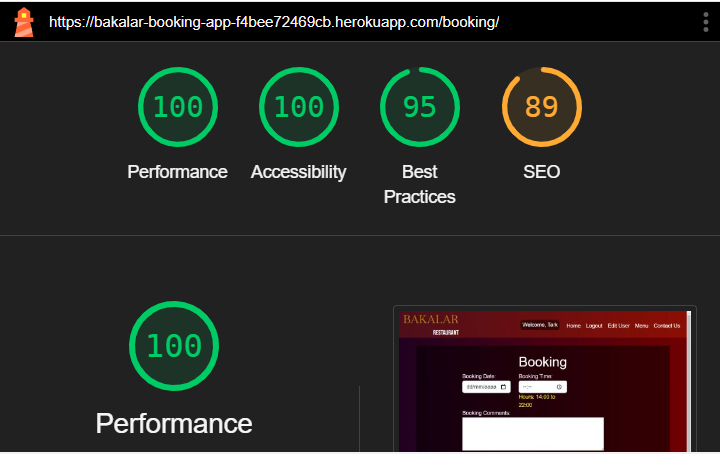 https://bakalar-booking-app-f4bee72469cb.herokuapp.com/booking/
100
100
95
89
Performance
Accessibility
Best
Practices
SEO
100
Performance
BAKALAR
RESTAURANT
Welcome, Tark Home Logout Edit User Menu Contact Us
Booking
Booking Date: Booking Time:
dd/mm/aaaa --:--
Hours: 14:00 to
22:00
Booking Comments: